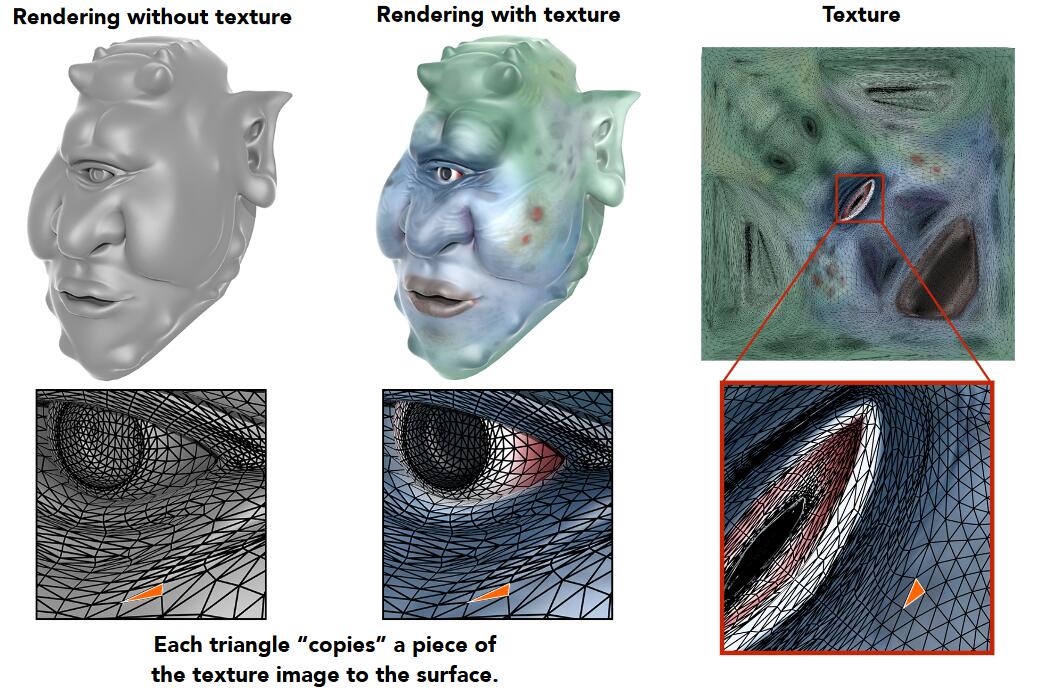 Rendering without texture
Rendering with texture
Texture
Each triangle “copies” a piece of
the texture image to the surface.